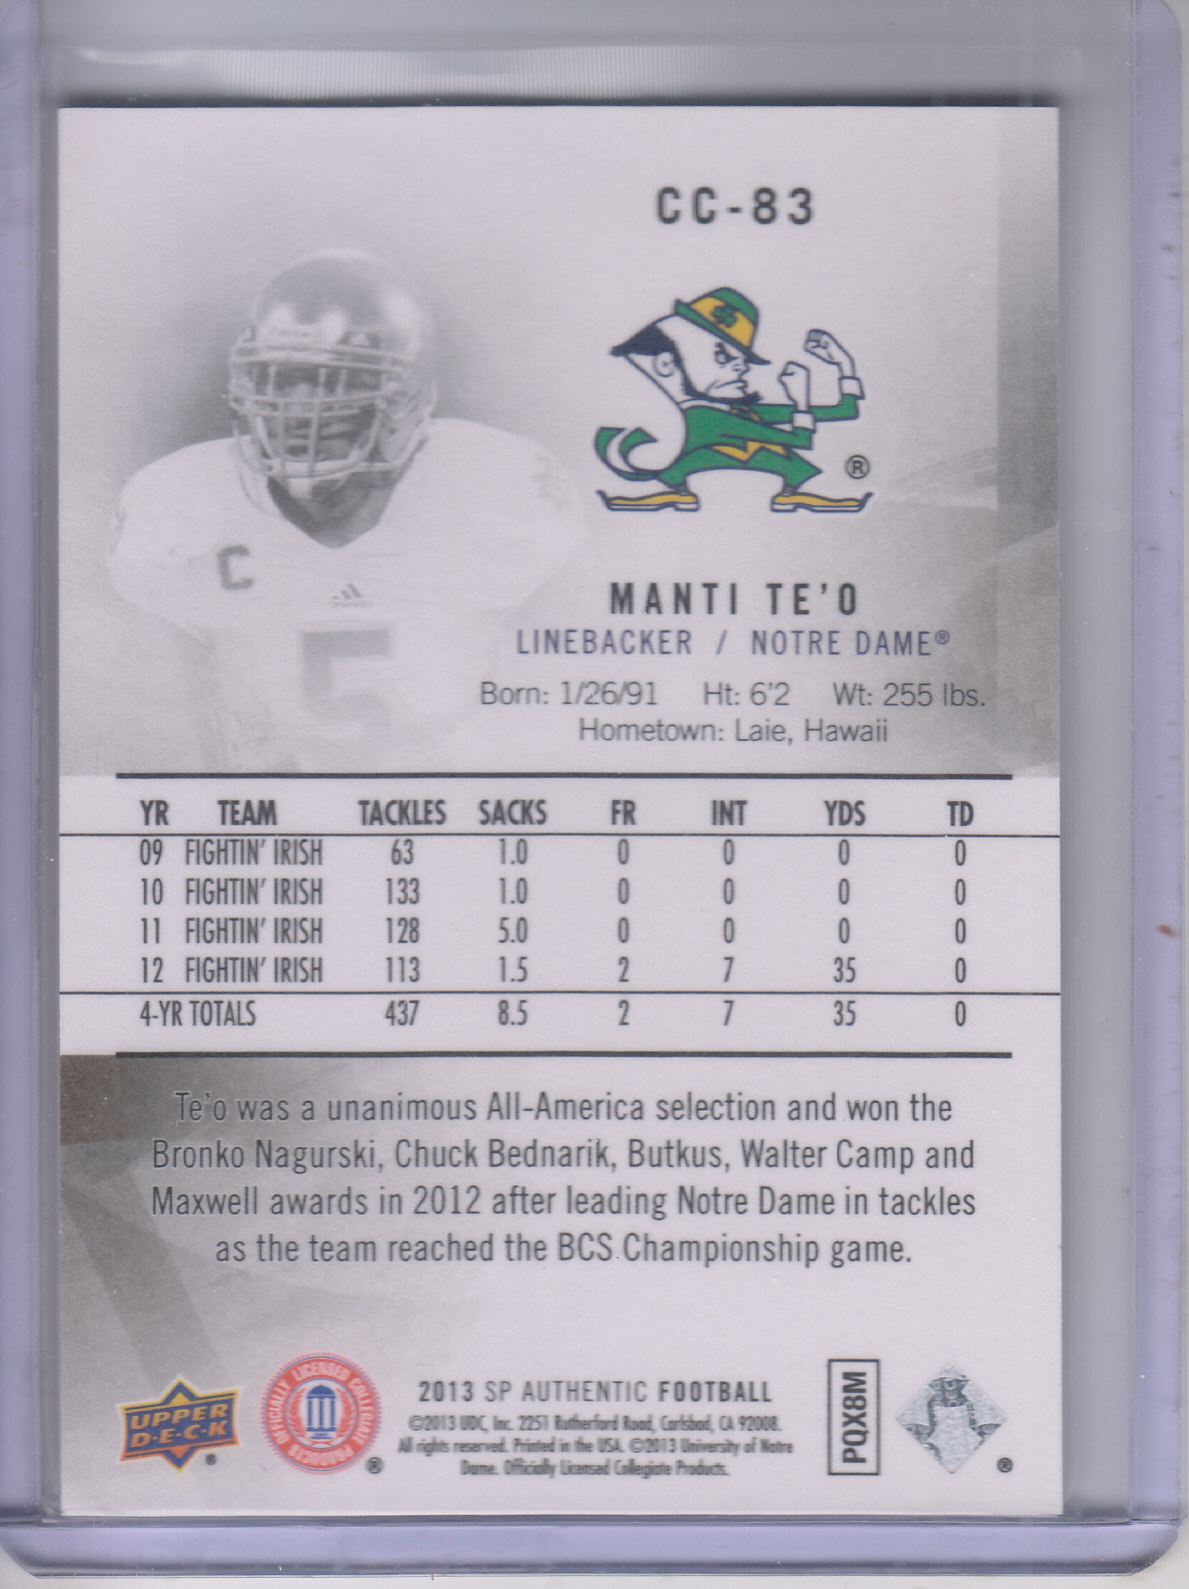 CC-83
®
C
adidas
5
MANTI TE'O
LINEBACKER / NOTRE DAME®
Born: 1/26/91 Ht: 6'2 Wt: 255 lbs.
Hometown: Laie, Hawaii
YR TEAM TACKLES SACKS FR INT YDS TD
09 FIGHTIN' IRISH 63 1.0 0 0 0 0
10 FIGHTIN' IRISH 133 1.0 0 0 0 0
11 FIGHTIN' IRISH 128 5.0 0 0 0 0
12 FIGHTIN' IRISH 113 1.5 2 7 35 0
4-YR TOTALS 437 8.5 2 7 35 0
Te'o was a unanimous All-America selection and won the
Bronko Nagurski, Chuck Bednarik, Butkus, Walter Camp and
Maxwell awards in 2012 after leading Notre Dame in tackles
as the team reached the BCS Championship game.
UPPER
D·E·C·K
®
OFFICIALLY LICENSED COLLEGIATE PRODUCTS
®
2013 SP AUTHENTIC FOOTBALL
©2013 UDC, Inc. 2251 Rutherford Road, Carlsbad, CA 92008.
All rights reserved. Printed in the USA. ©2013 University of Notre
Dame. Officially Licensed Collegiate Products.
PQX8M
®